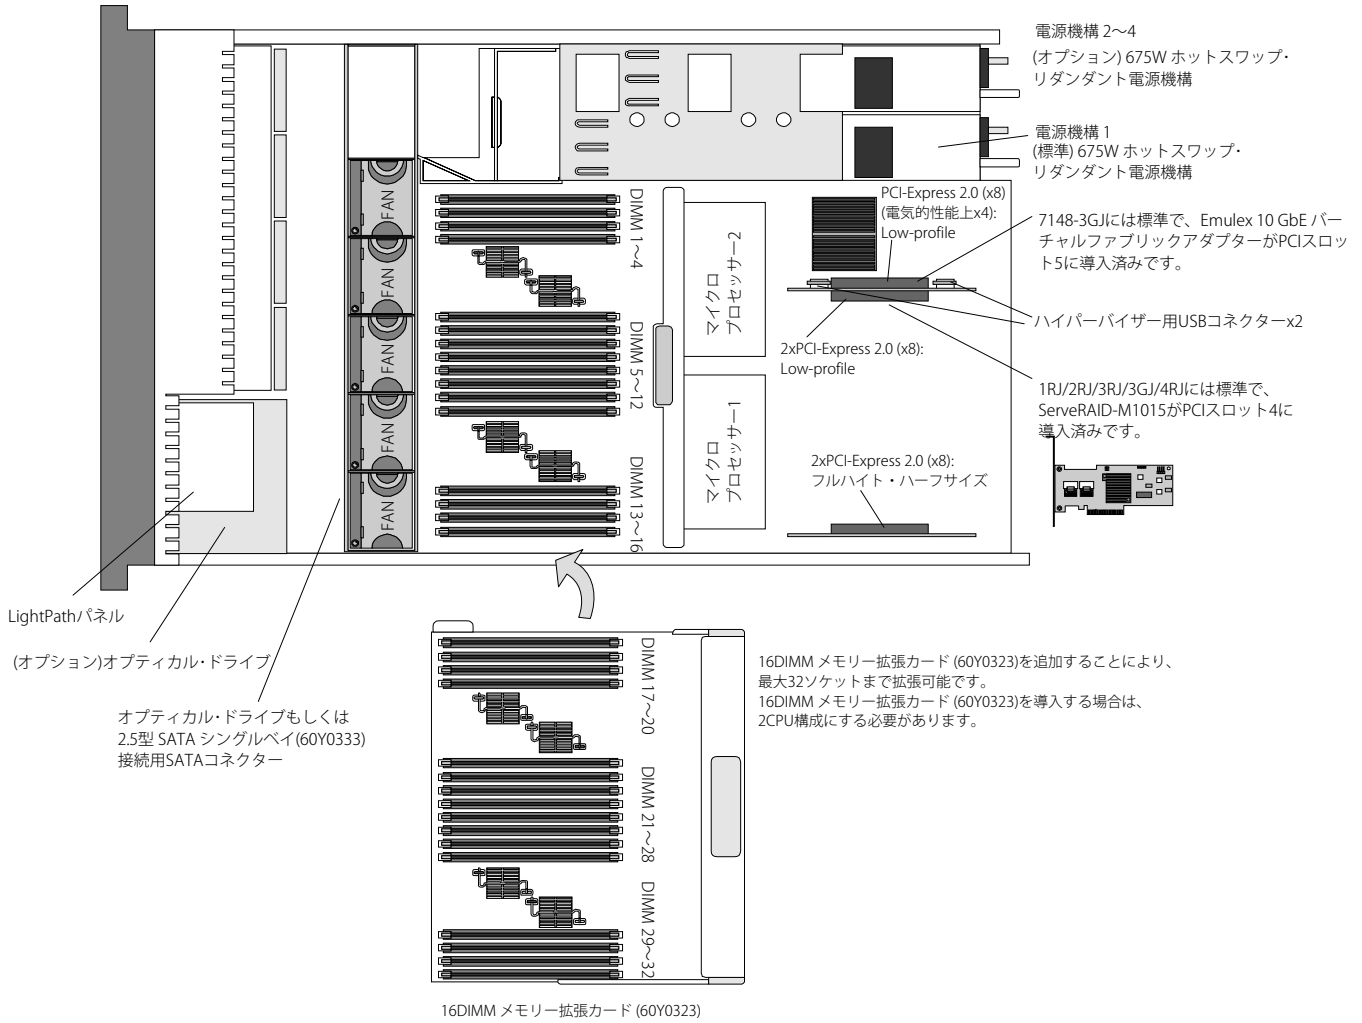 電源機構 2～4
(オプション) 675W ホットスワップ・
リダンダント電源機構
電源機構 1
(標準) 675W ホットスワップ・
リダンダント電源機構
PCI-Express 2.0 (x8)
(電気的性能上x4):
Low-profile
7148-3GJには標準で、Emulex 10 GbE バー
チャルファブリックアダプターがPCIスロッ
ト5に導入済みです。
ハイパーバイザー用USBコネクターx2
2xPCI-Express 2.0 (x8):
Low-profile
1RJ/2RJ/3RJ/3GJ/4RJには標準で、
ServeRAID-M1015がPCIスロット4に
導入済みです。
2xPCI-Express 2.0 (x8):
フルハイト・ハーフサイズ
FAN
FAN
FAN
FAN
FAN
DIMM 1～4
DIMM 5～12
DIMM 13～16
マイクロ
プロセッサー2
マイクロ
プロセッサー1
LightPathパネル
(オプション)オプティカル・ドライブ
オプティカル・ドライブもしくは
2.5型 SATA シングルベイ(60Y0333)
接続用SATAコネクター
DIMM 17～20
DIMM 21～28
DIMM 29～32
16DIMM メモリー拡張カード (60Y0323)を追加することにより、
最大32ソケットまで拡張可能です。
16DIMM メモリー拡張カード (60Y0323)を導入する場合は、
2CPU構成にする必要があります。
16DIMM メモリー拡張カード (60Y0323)